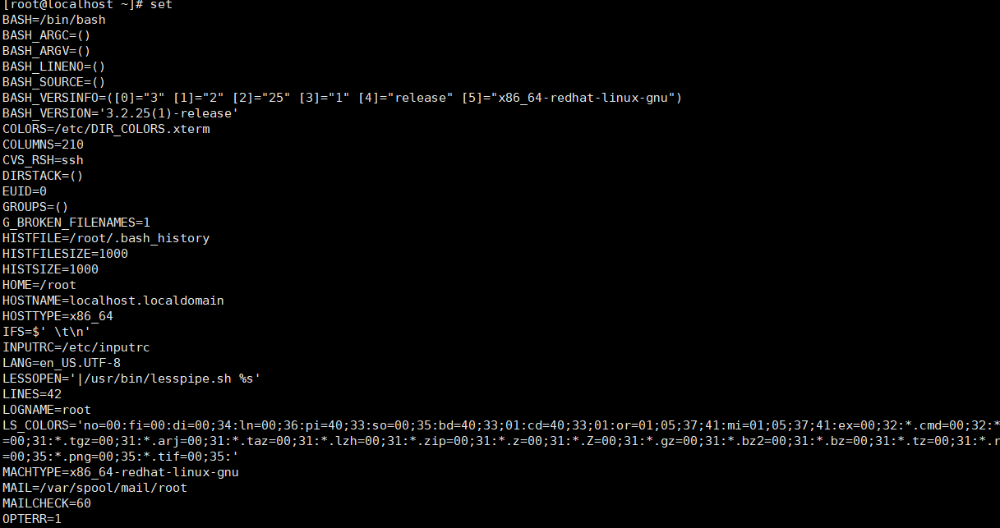 [root@localhost ~]# set
BASH=/bin/bash
BASH_ARGC=()
BASH_ARGV=()
BASH_LINENO=()
BASH_SOURCE=()
BASH_VERSINFO=([0]="3" [1]="2" [2]="25" [3]="1" [4]="release" [5]="x86_64-redhat-linux-gnu")
BASH_VERSION='3.2.25(1)-release'
COLORS=/etc/DIR_COLORS.xterm
COLUMNS=210
CVS_RSH=ssh
DIRSTACK=()
EUID=0
GROUPS=()
G_BROKEN_FILENAMES=1
HISTFILE=/root/.bash_history
HISTFILESIZE=1000
HISTSIZE=1000
HOME=/root
HOSTNAME=localhost.localdomain
HOSTTYPE=x86_64
IFS=$' \t\n'
INPUTRC=/etc/inputrc
LANG=en_US.UTF-8
LESSOPEN='|/usr/bin/lesspipe.sh %s'
LINES=42
LOGNAME=root
LS_COLORS='no=00:fi=00:di=00;34:ln=00;36:pi=40;33:so=00;35:bd=40;33;01:cd=40;33;01:or=01;05;37;41:mi=01;05;37;41:ex=00;32:*.cmd=00;32:*
=00;31:*.tgz=00;31:*.arj=00;31:*.taz=00;31:*.lzh=00;31:*.zip=00;31:*.z=00;31:*.Z=00;31:*.gz=00;31:*.bz2=00;31:*.bz=00;31:*.tz=00;31:*.r
=00;35:*.png=00;35:*.tif=00;35:'
MACHTYPE=x86_64-redhat-linux-gnu
MAIL=/var/spool/mail/root
MAILCHECK=60
OPTERR=1